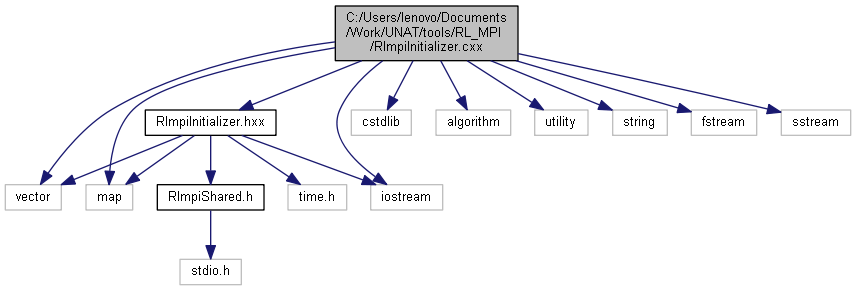 C:/Users/lenovo/Documents
/Work/UNAT/tools/RL_MPI
/RlmpiInitializer.cxx
RlmpiInitializer.hxx
cstdlib
algorithm
utility
string
fstream
sstream
vector
map
RlmpiShared.h
time.h
iostream
stdio.h